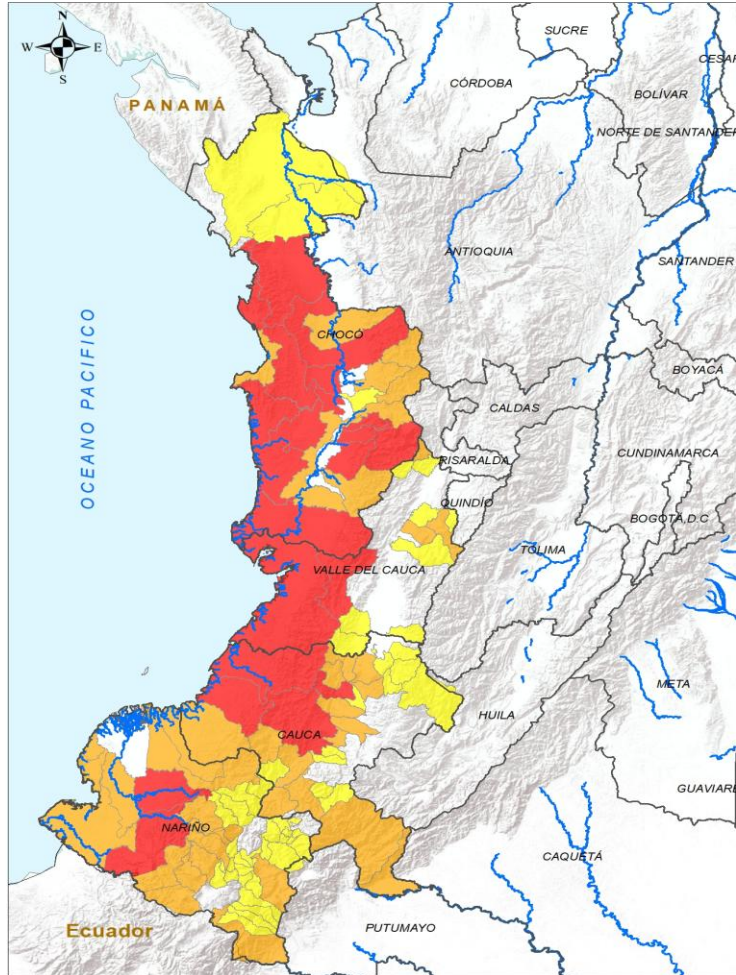 N
W E
S
SUCRE
CESAR
CÓRDOBA
BOLÍVAR
PANAMÁ
NORTE DE SANTANDER
ANTIOQUIA
SANTANDER
OCEANO PACIFICO
CHOCÓ
BOYACÁ
CALDAS
CUNDINAMARCA
RISARALDA
QUINDÍO
BOGOTÁ, D.C
TOLIMA
VALLE DEL CAUCA
META
HUILA
CAUCA
GUAVIARE
NARIÑO
CAQUETÁ
Ecuador
PUTUMAYO